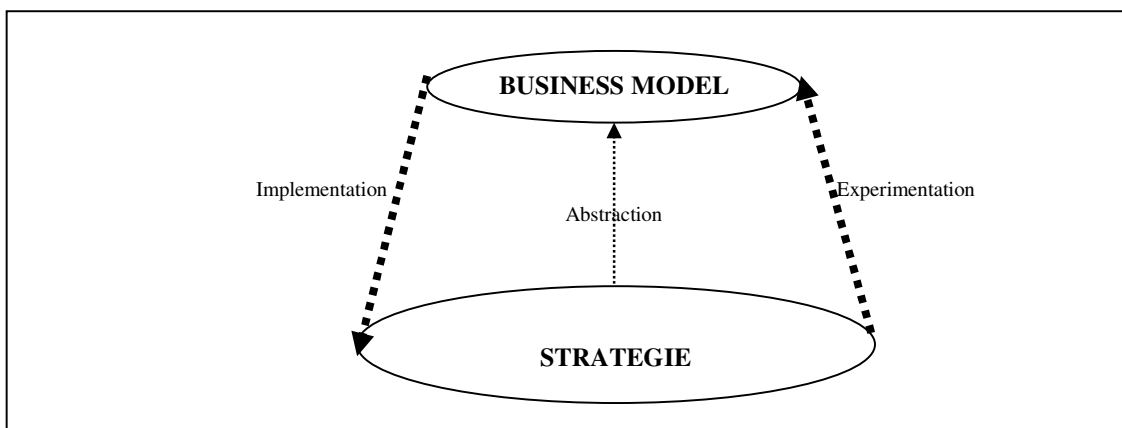 BUSINESS MODEL
Implementation
Experimentation
Abstraction
STRATEGIE